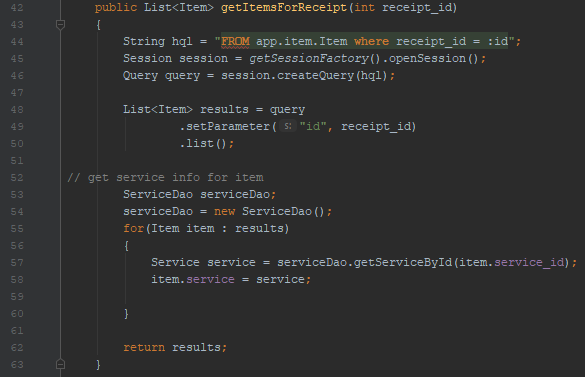 42 public List<Item> getItemsForReceipt(int receipt_id)
43 {
44 String hql = "FROM app.item.Item where receipt_id = :id";
45 Session session = getSessionFactory().openSession();
46 Query query = session.createQuery(hql);
47
48 List<Item> results = query
49 .setParameter( s: "id", receipt_id)
50 .list();
51
52 // get service info for item
53 ServiceDao serviceDao;
54 serviceDao = new ServiceDao();
55 for(Item item : results)
56 {
57 Service service = serviceDao.getServiceById(item.service_id);
58 item.service = service;
59
60 }
61
62 return results;
63 }